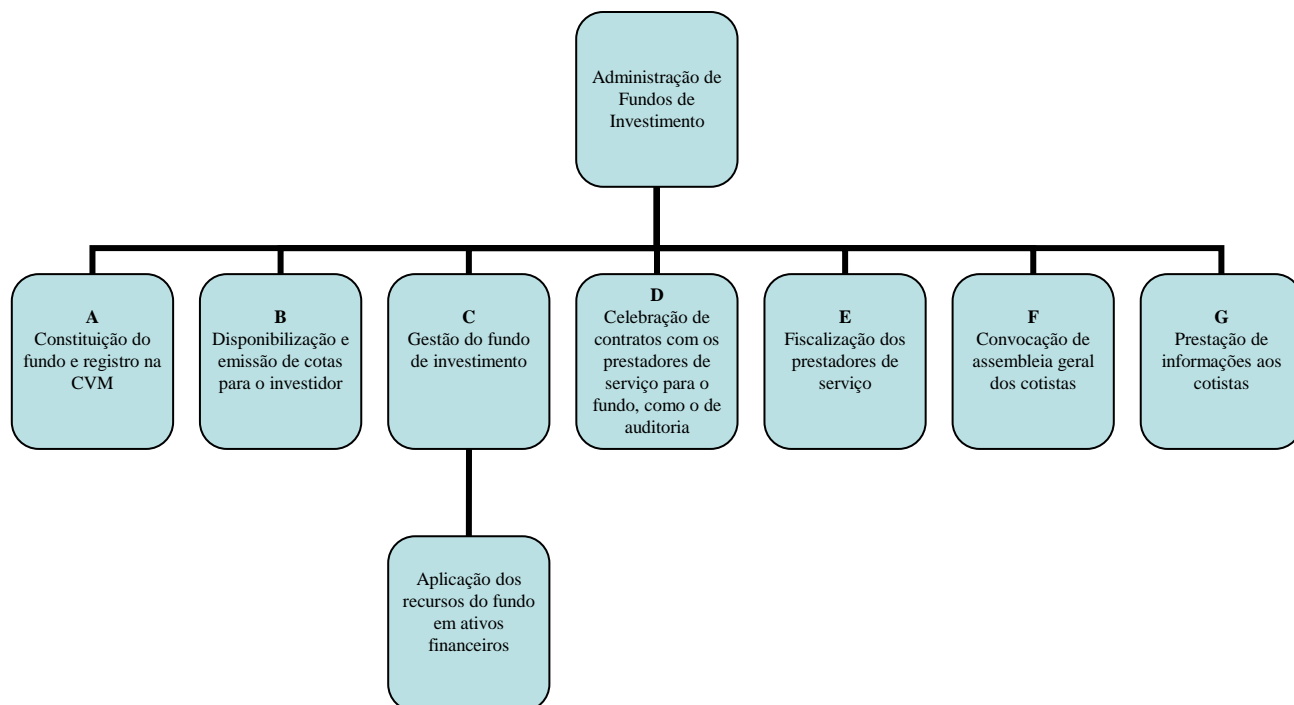 Administração de
Fundos de
Investimento
A
Constituição do
fundo e registro na
CVM
B
Disponibilização e
emissão de cotas
para o investidor
C
Gestão do fundo
de investimento
D
Celebração de
contratos com os
prestadores de
serviço para o
fundo, como o de
auditoria
E
Fiscalização dos
prestadores de
serviço
F
Convocação de
assembleia geral
dos cotistas
G
Prestação de
informações aos
cotistas
Aplicação dos
recursos do fundo
em ativos
financeiros